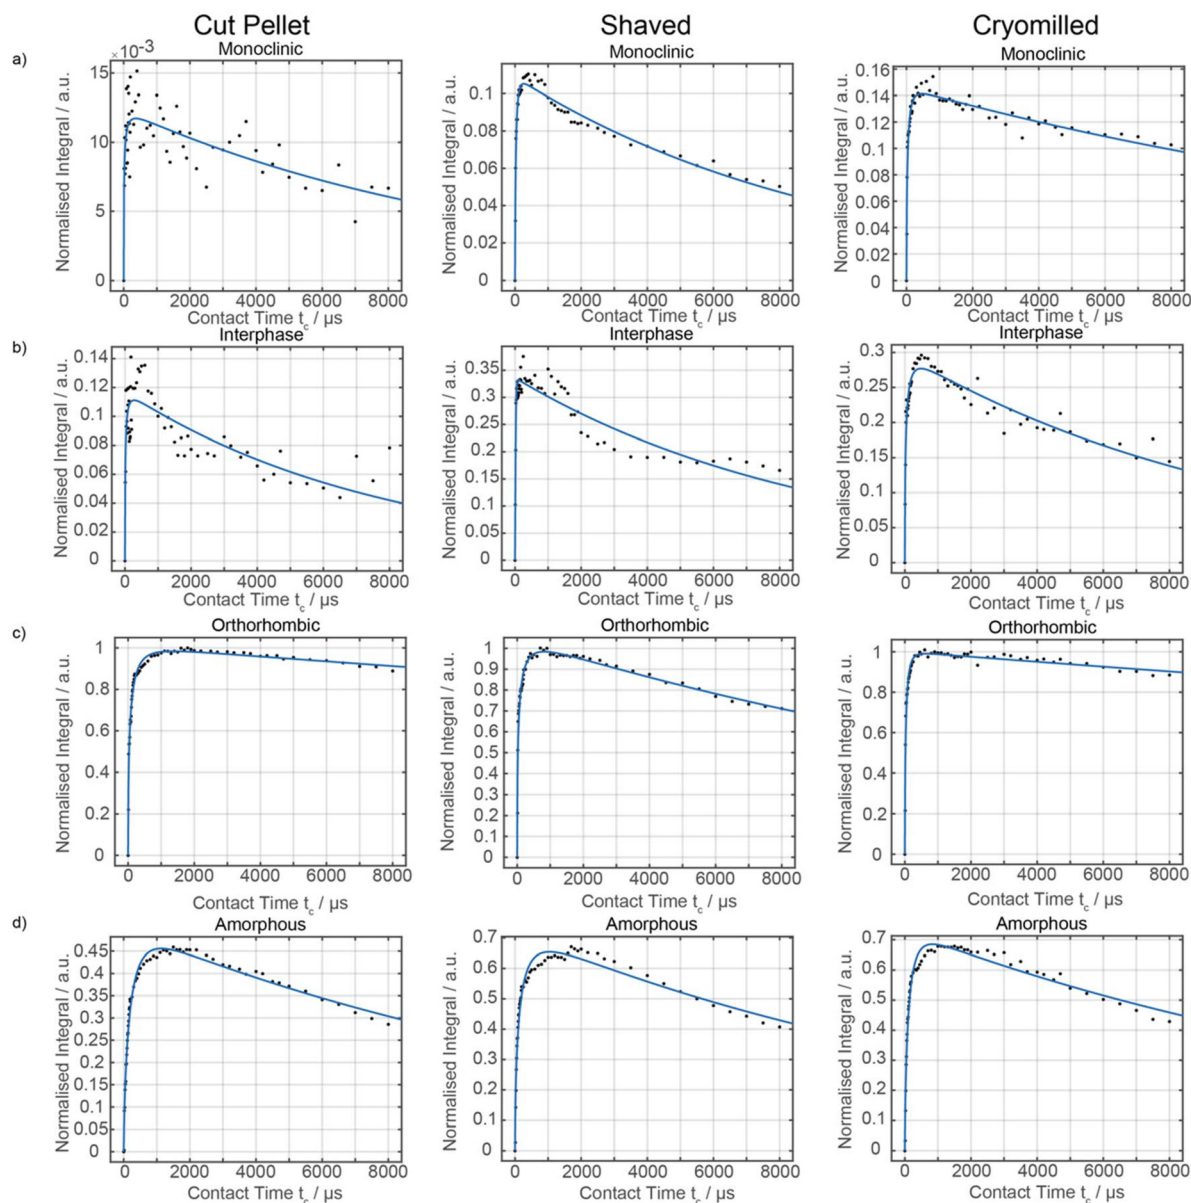 Cut Pellet Shaved Cryomilled
a)
×10-3
Monoclinic Monoclinic Monoclinic
Normalised Integral / a.u.
15
10
5
0
0 2000 4000 6000 8000
Contact Time tc / µs
Normalised Integral / a.u.
0.1
0.08
0.06
0.04
0.02
0
0 2000 4000 6000 8000
Contact Time tc / µs
Normalised Integral / a.u.
0.16
0.14
0.12
0.1
0.08
0.06
0.04
0.02
0
0 2000 4000 6000 8000
Contact Time tc / µs
b)
Interphase Interphase Interphase
Normalised Integral / a.u.
0.14
0.12
0.1
0.08
0.06
0.04
0.02
0
0 2000 4000 6000 8000
Contact Time tc / µs
Normalised Integral / a.u.
0.35
0.3
0.25
0.2
0.15
0.1
0.05
0
0 2000 4000 6000 8000
Contact Time tc / µs
Normalised Integral / a.u.
0.3
0.25
0.2
0.15
0.1
0.05
0
0 2000 4000 6000 8000
Contact Time tc / µs
c)
Orthorhombic Orthorhombic Orthorhombic
Normalised Integral / a.u.
1
0.8
0.6
0.4
0.2
0
0 2000 4000 6000 8000
Contact Time tc / µs
Normalised Integral / a.u.
1
0.9
0.8
0.7
0.6
0.5
0.4
0.3
0.2
0.1
0
0 2000 4000 6000 8000
Contact Time tc / µs
Normalised Integral / a.u.
1
0.8
0.6
0.4
0.2
0
0 2000 4000 6000 8000
Contact Time tc / µs
d)
Amorphous Amorphous Amorphous
Normalised Integral / a.u.
0.45
0.4
0.35
0.3
0.25
0.2
0.15
0.1
0.05
0
0 2000 4000 6000 8000
Contact Time tc / µs
Normalised Integral / a.u.
0.7
0.6
0.5
0.4
0.3
0.2
0.1
0
0 2000 4000 6000 8000
Contact Time tc / µs
Normalised Integral / a.u.
0.7
0.6
0.5
0.4
0.3
0.2
0.1
0
0 2000 4000 6000 8000
Contact Time tc / µs